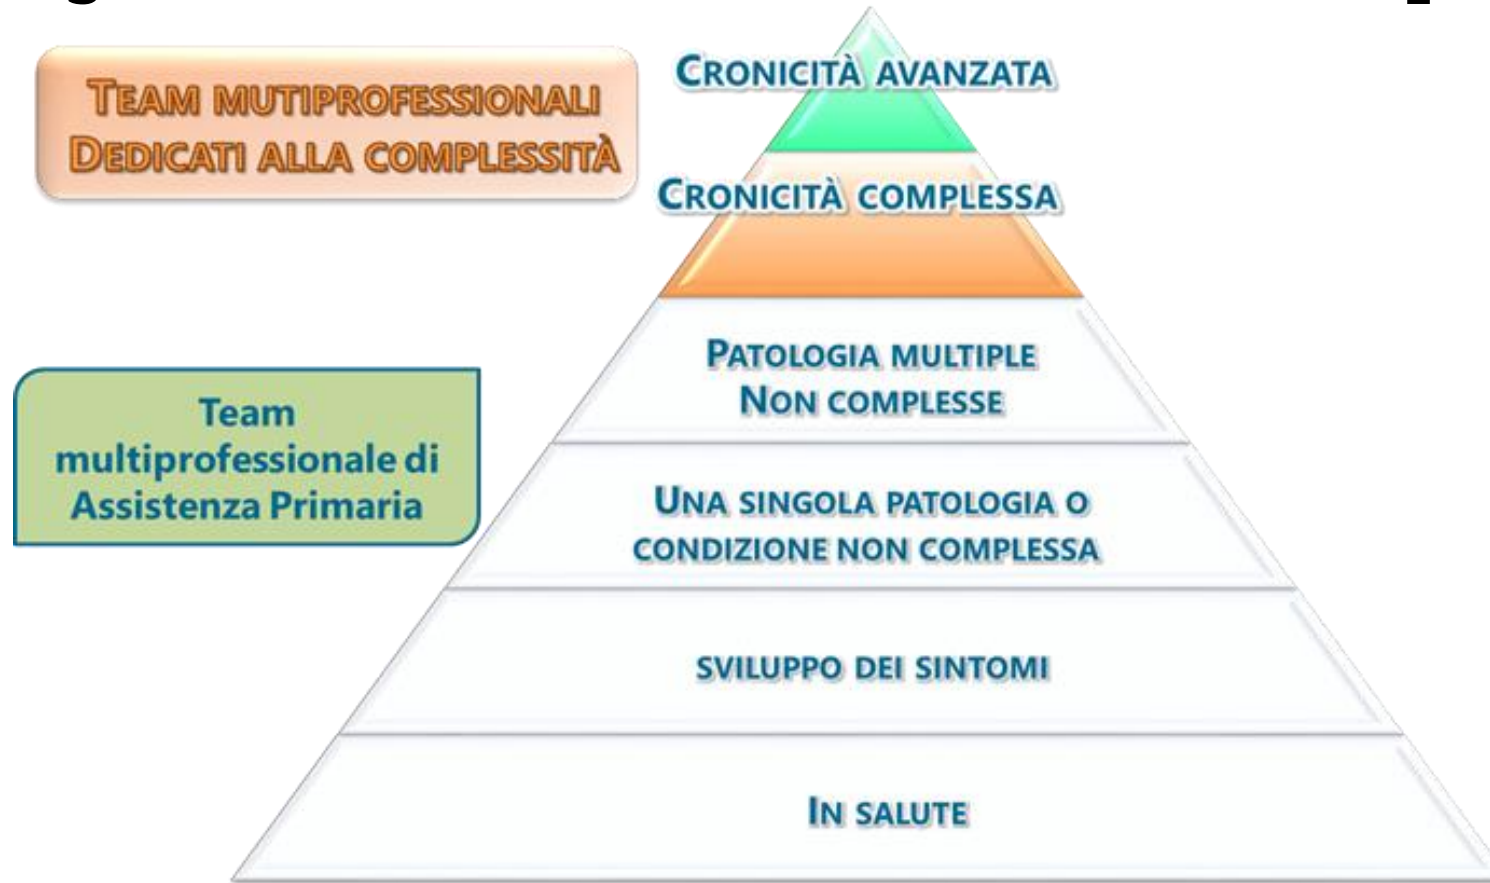 TEAM MUTIPROFESSIONALI
DEDICATI ALLA COMPLESSITÀ
CRONICITÀ AVANZATA
CRONICITÀ COMPLESSA
PATOLOGIA MULTIPLE
NON COMPLESSE
Team
multiprofessionale di
Assistenza Primaria
UNA SINGOLA PATOLOGIA O
CONDIZIONE NON COMPLESSA
SVILUPPO DEI SINTOMI
IN SALUTE